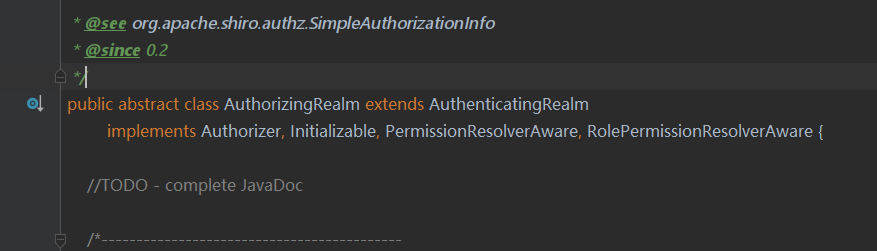 * @see org.apache.shiro.authz.SimpleAuthorizationInfo
* @since 0.2
*/
public abstract class AuthorizingRealm extends AuthenticatingRealm
implements Authorizer, Initializable, PermissionResolverAware, RolePermissionResolverAware {
//TODO - complete JavaDoc
/*-------------------------------------------